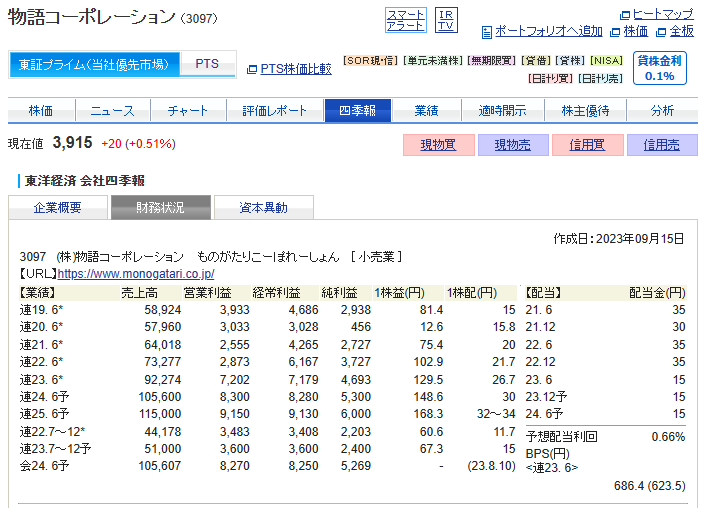 物語コーポレーション (3097)
スマート
アラート
IR
TV
ヒートマップ
ポートフォリオへ追加 株価 全板
東証プライム(当社優先市場) PTS
PTS株価比較
[SOR現・信] [単元未満株] [無期限買] [貸借] [貸株] [NISA]
[日計り買] [日計り売]
貸株金利
0.1%
株価 ニュース チャート 評価レポート 四季報 業績 適時開示 株主優待 分析
現在値 3,915 +20 (+0.51%)
現物買 現物売 信用買 信用売
東洋経済 会社四季報
企業概要 財務状況 資本異動
作成日:2023年09月15日
3097 (株)物語コーポレーション ものがたりこーぽれーしょん [ 小売業 ]
【URL】https://www.monogatari.co.jp/
【業績】 売上高 営業利益 経常利益 純利益 1株益(円) 1株配(円) 【配当】 配当金(円)
連19. 6* 58,924 3,933 4,686 2,938 81.4 15 21. 6 35
連20. 6* 57,960 3,033 3,028 456 12.6 15.8 21.12 30
連21. 6* 64,018 2,555 4,265 2,727 75.4 20 22. 6 35
連22. 6* 73,277 2,873 6,167 3,727 102.9 21.7 22.12 35
連23. 6* 92,274 7,202 7,179 4,693 129.5 26.7 23. 6 15
連24. 6予 105,600 8,300 8,280 5,300 148.6 30 23.12予 15
連25. 6予 115,000 9,150 9,130 6,000 168.3 32～34 24. 6予 15
連22.7～12* 44,178 3,483 3,408 2,203 60.6 11.7 予想配当利回 0.66%
連23.7～12予 51,000 3,600 3,600 2,400 67.3 15 BPS(円)
会24. 6予 105,607 8,270 8,250 5,269 - (23.8.10) <連23. 6>
686.4 (623.5)